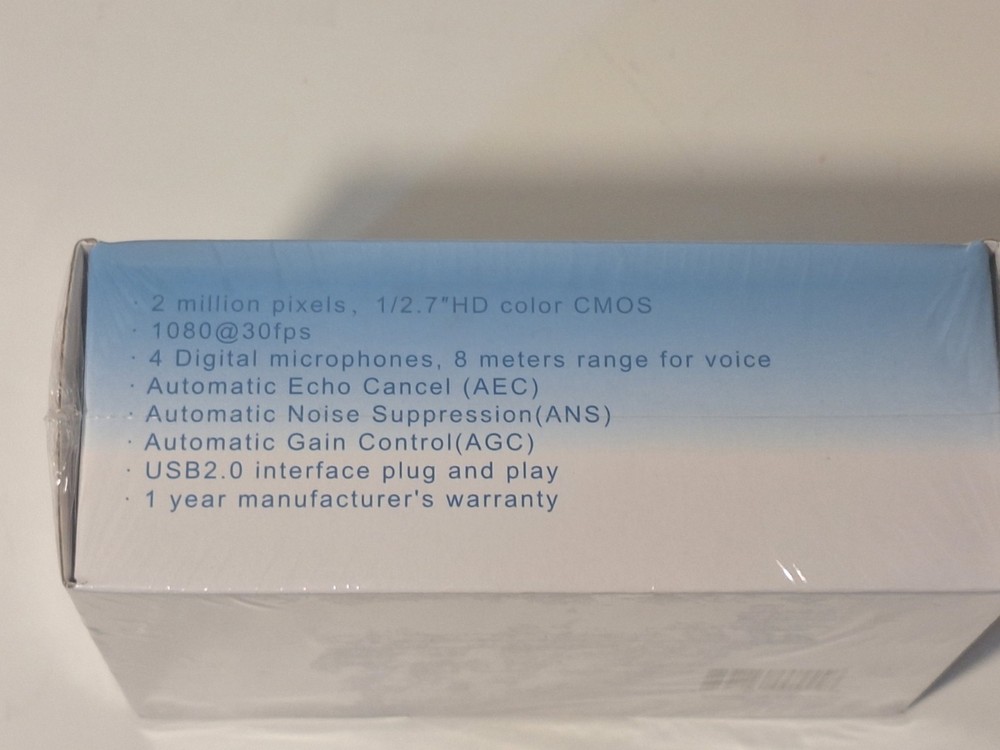 · 2 million pixels, 1/2.7"HD color CMOS
· 1080@30fps
· 4 Digital microphones, 8 meters range for voice
· Automatic Echo Cancel (AEC)
· Automatic Noise Suppression(ANS)
· Automatic Gain Control(AGC)
· USB2.0 interface plug and play
· 1 year manufacturer's warranty